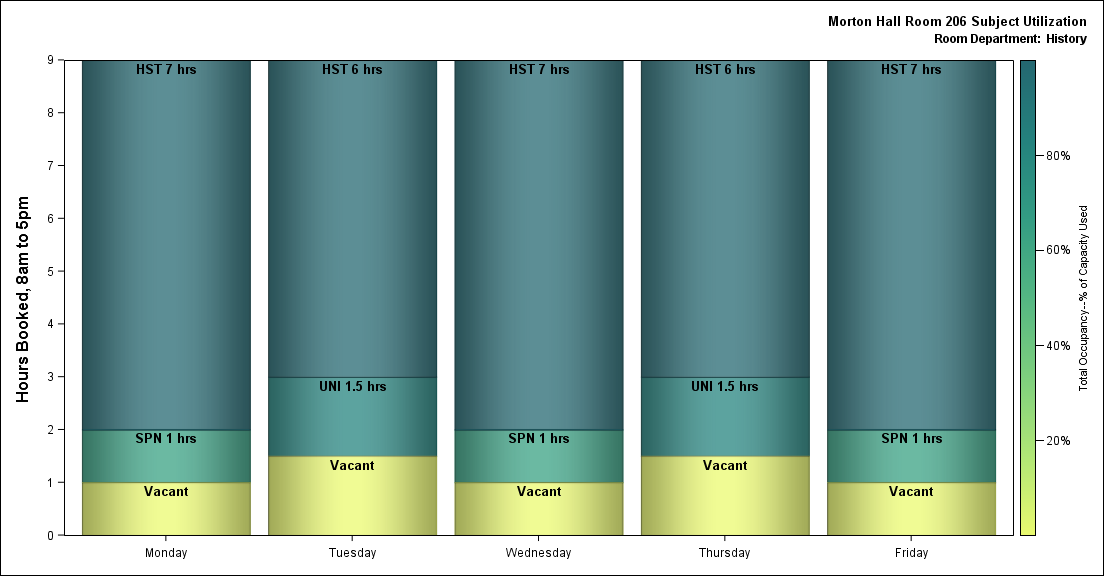 Morton Hall Room 206 Subject Utilization
Room Department: History
Hours Booked, 8am to 5pm
9
8
7
6
5
4
3
2
1
0
HST 7 hrs
SPN 1 hrs
Vacant
HST 6 hrs
UNI 1.5 hrs
Vacant
HST 7 hrs
SPN 1 hrs
Vacant
HST 6 hrs
UNI 1.5 hrs
Vacant
HST 7 hrs
SPN 1 hrs
Vacant
Monday
Tuesday
Wednesday
Thursday
Friday
80%
60%
40%
20%
Total Occupancy--% of Capacity Used